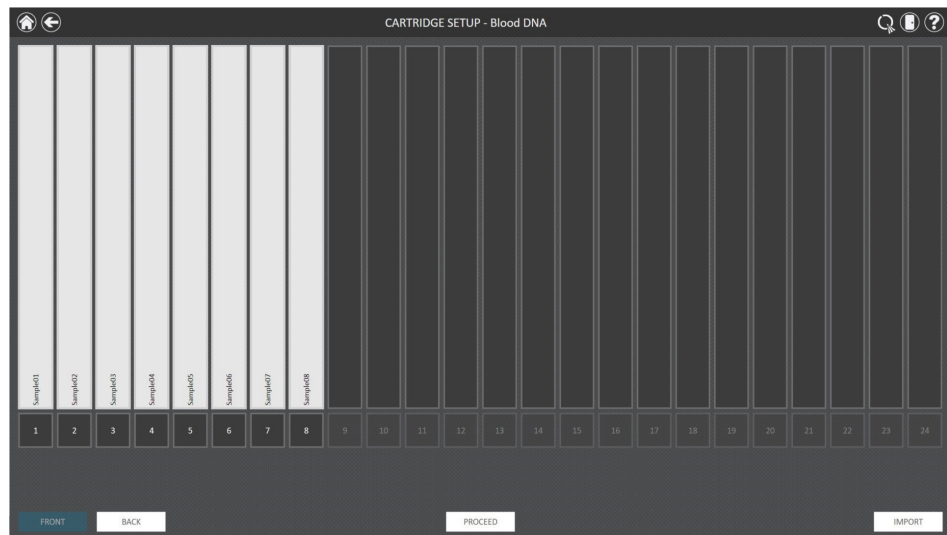 CARTRIDGE SETUP - Blood DNA
?
Sample01 Sample02 Sample03 Sample04 Sample05 Sample06 Sample07 Sample08
1 2 3 4 5 6 7 8 9 10 11 12 13 14 15 16 17 18 19 20 21 22 23 24
FRONT BACK PROCEED IMPORT